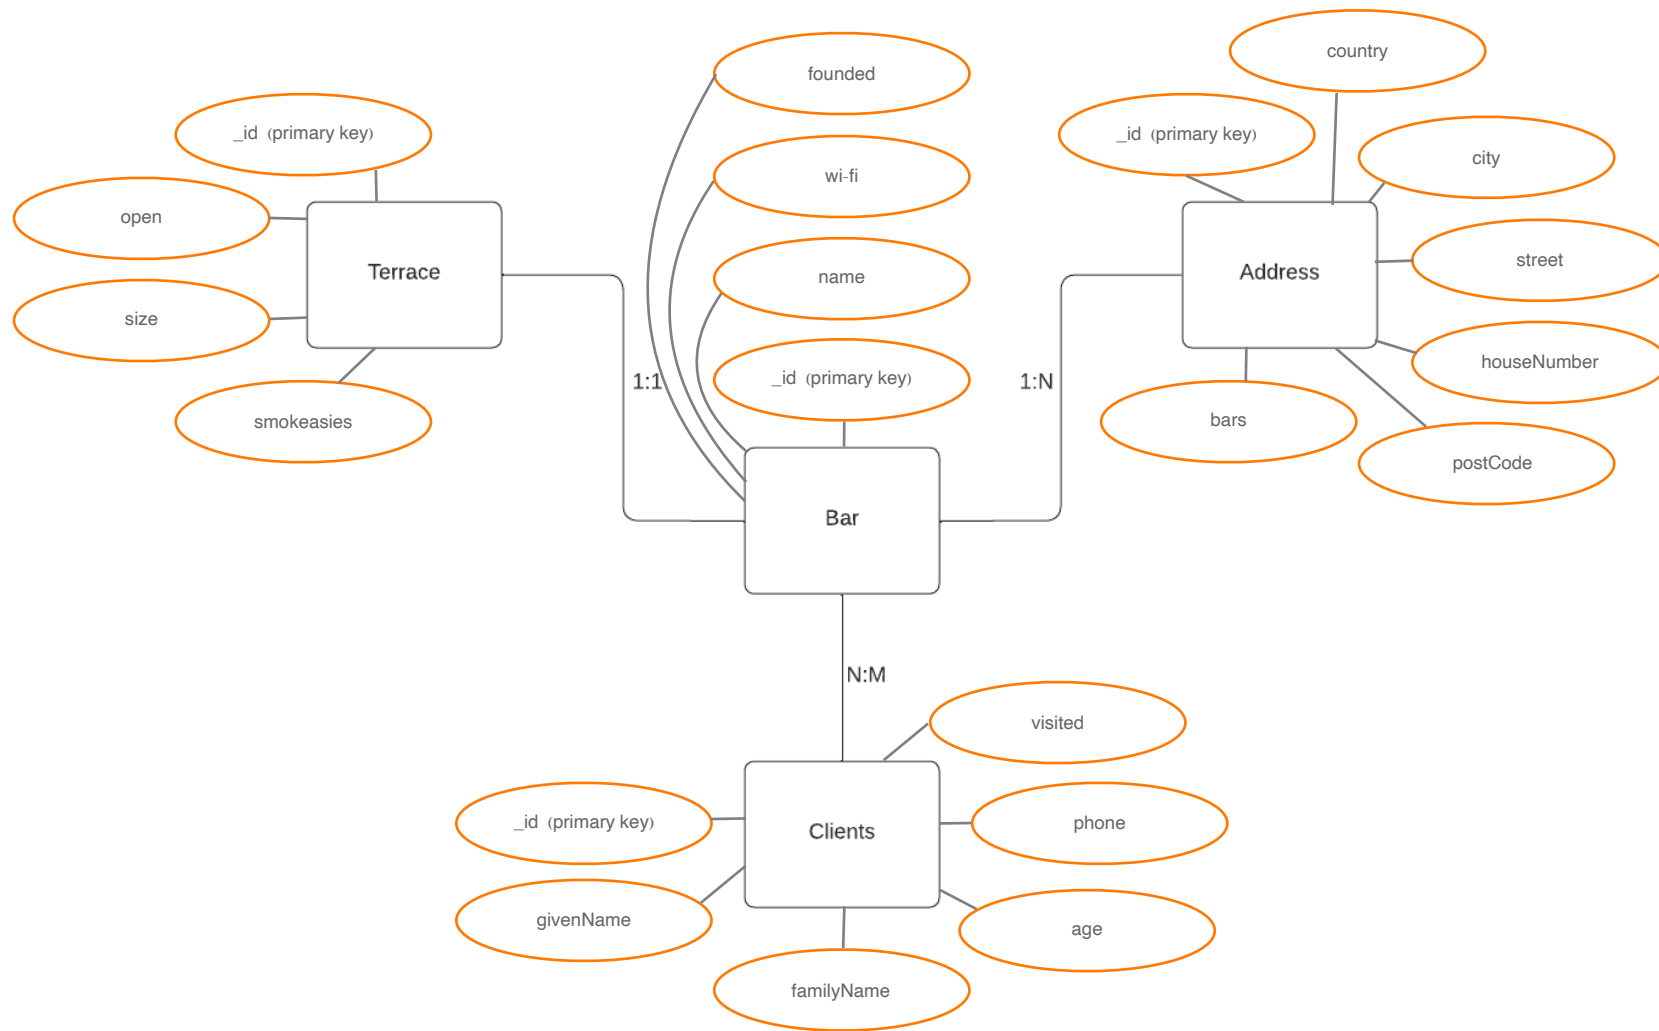 country
founded
_id (primary key)
_id (primary key)
city
wi-fi
open
street
Terrace
Address
name
size
houseNumber
1:1
_id (primary key)
1:N
smokeasies
bars
postCode
Bar
N:M
visited
_id (primary key)
phone
Clients
givenName
age
familyName